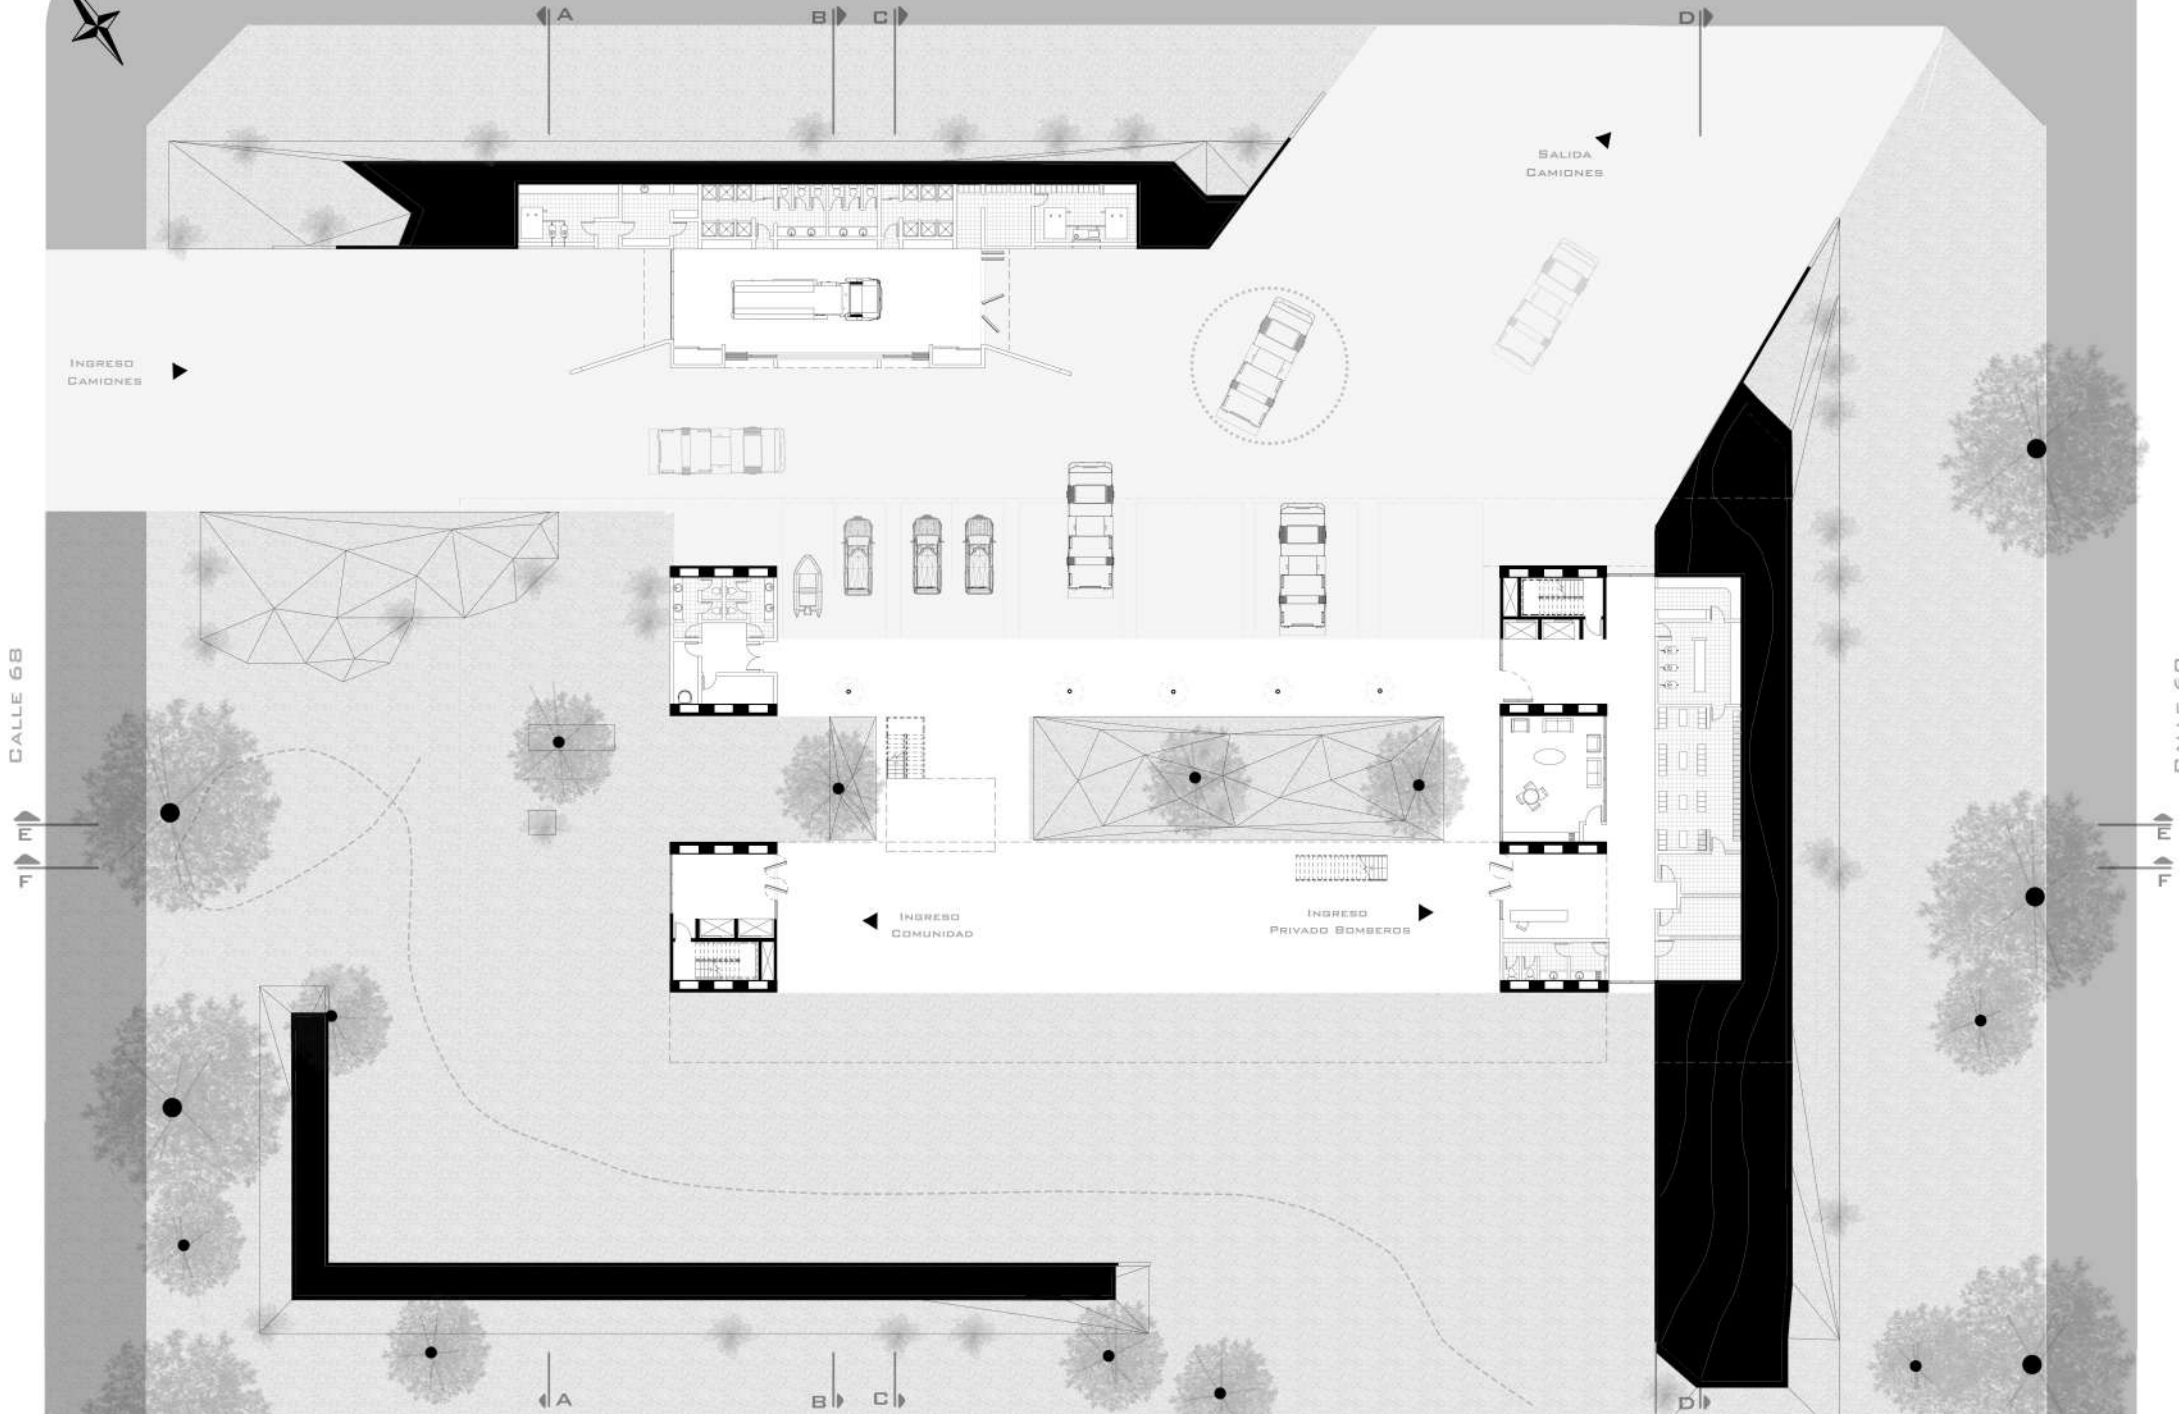 A
B
C
D
SALIDA
CAMIONES
INGRESO
CAMIONES
CALLE 68
E
F
E
F
INGRESO
COMUNIDAD
INGRESO
PRIVADO BOMBEROS
A
B
C
D